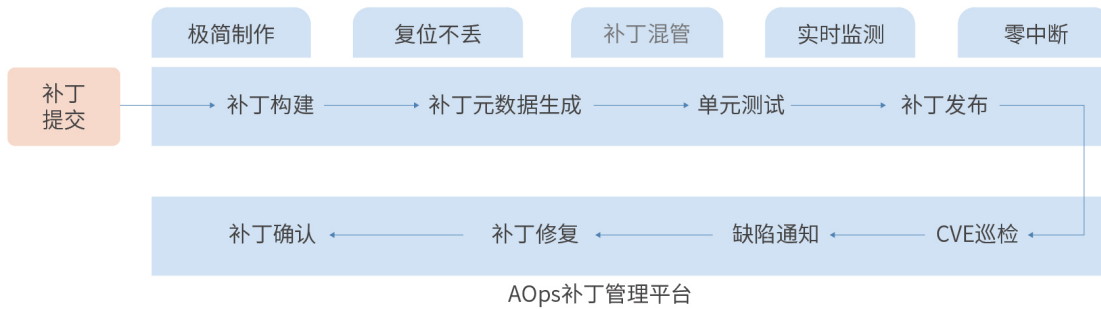 极简制作
复位不丢
补丁混管
实时监测
零中断
补丁
提交
补丁构建
补丁元数据生成
单元测试
补丁发布
补丁确认
补丁修复
缺陷通知
CVE巡检
AOps补丁管理平台